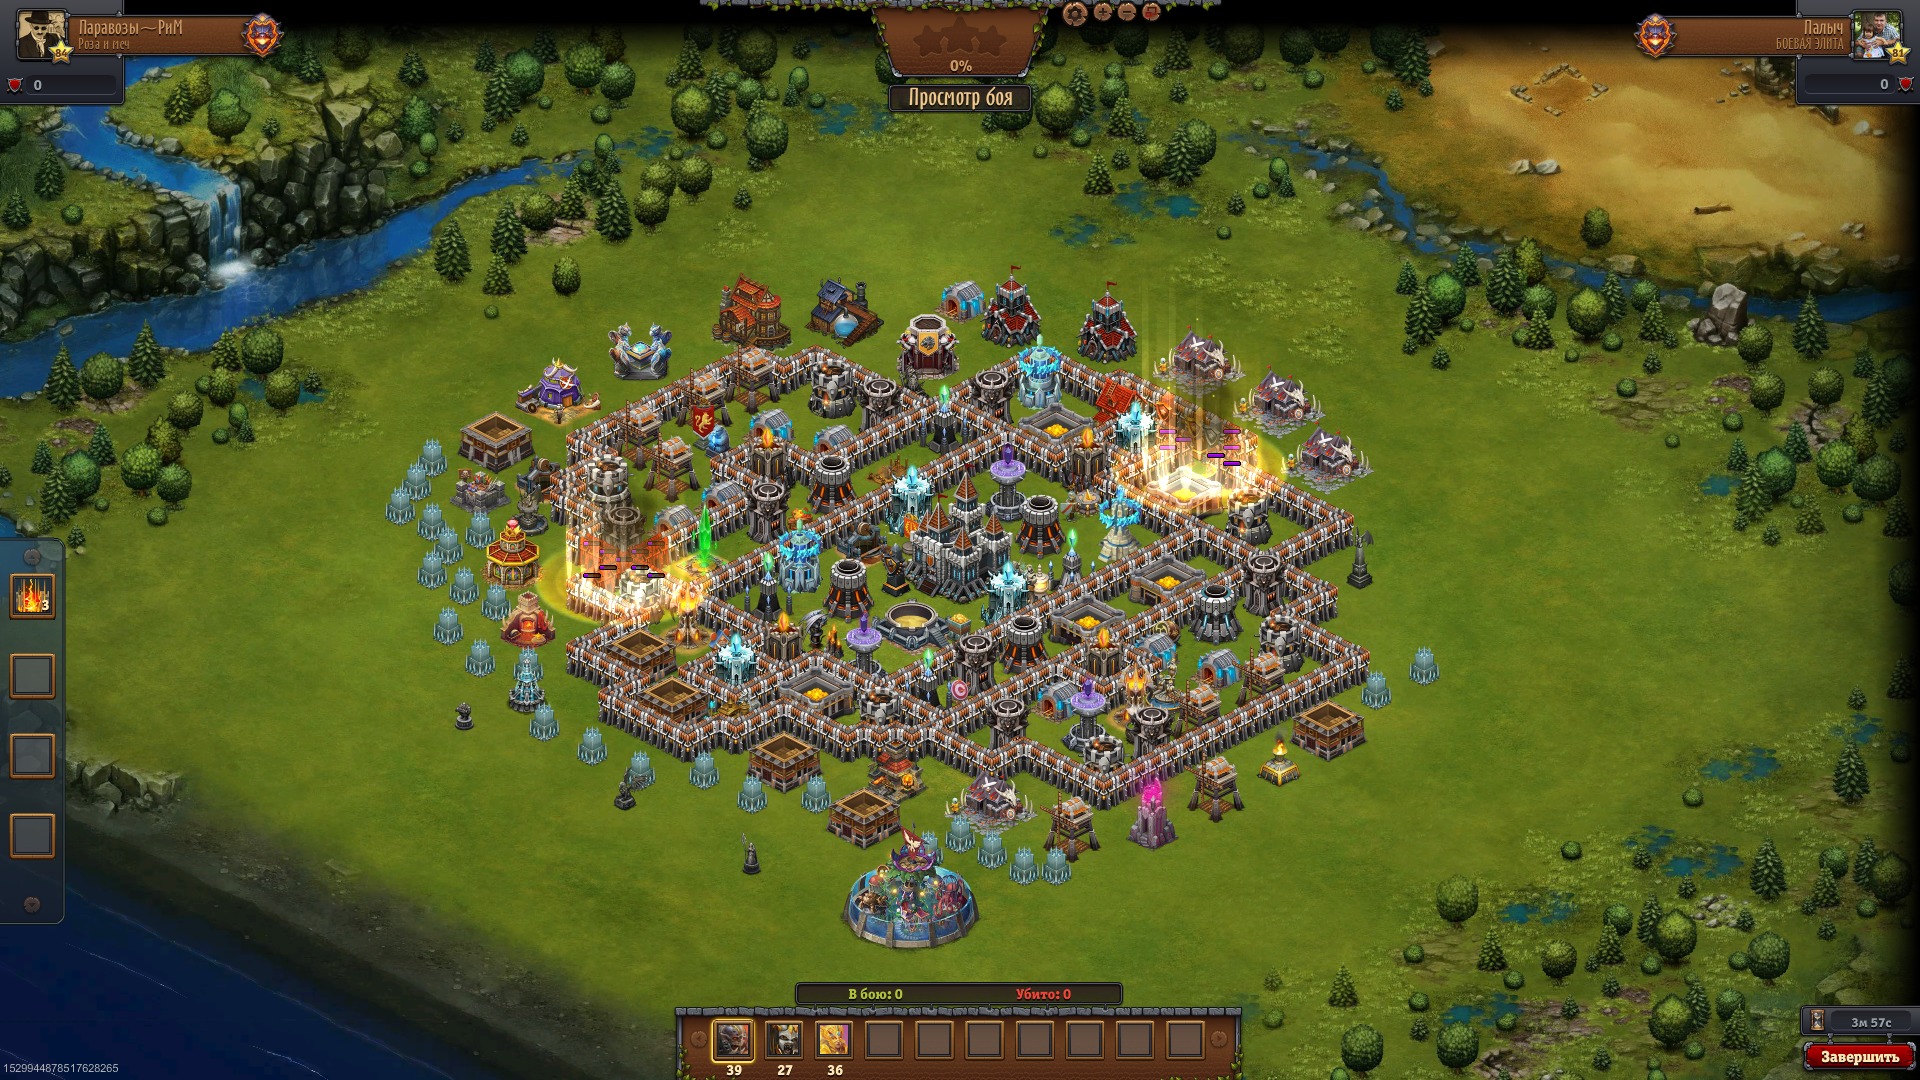 Паравозы~РиМ
Роза и меч
84
0
0%
Просмотр боя
Палыч
БОЕВАЯ ЭЛИТА
81
0
3
В бою: 0
Убито: 0
39
27
36
3м 57с
Завершить
1529944878517628265